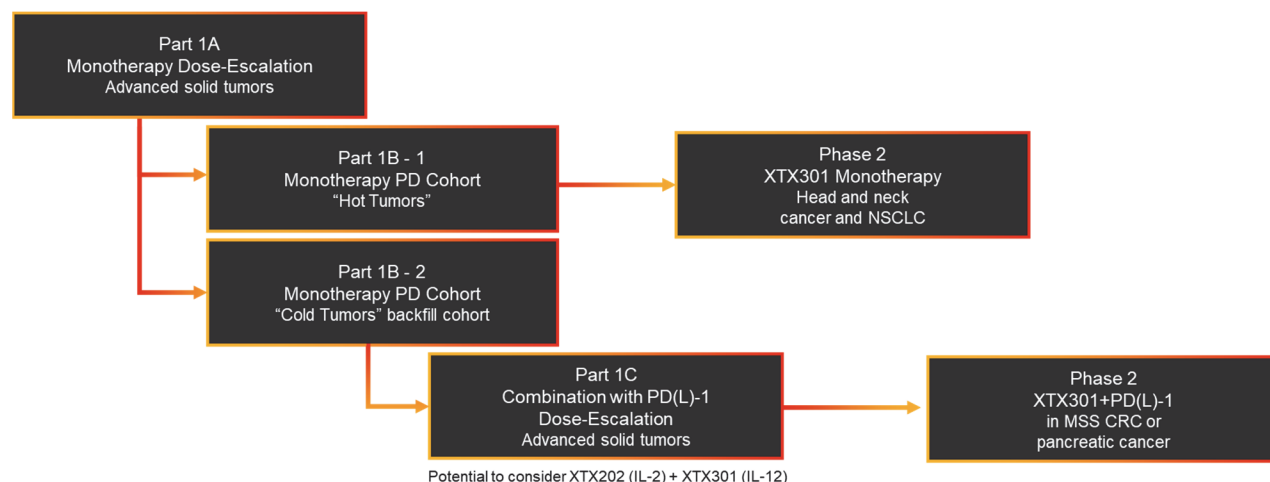 Part 1A
Monotherapy Dose-Escalation
Advanced solid tumors
Part 1B - 1
Monotherapy PD Cohort
“Hot Tumors”
Phase 2
XTX301 Monotherapy
Head and neck
cancer and NSCLC
Part 1B - 2
Monotherapy PD Cohort
“Cold Tumors” backfill cohort
Part 1C
Combination with PD(L)-1
Dose-Escalation
Advanced solid tumors
Phase 2
XTX301+PD(L)-1
in MSS CRC or
pancreatic cancer
Potential to consider XTX202 (IL-2) + XTX301 (IL-12)